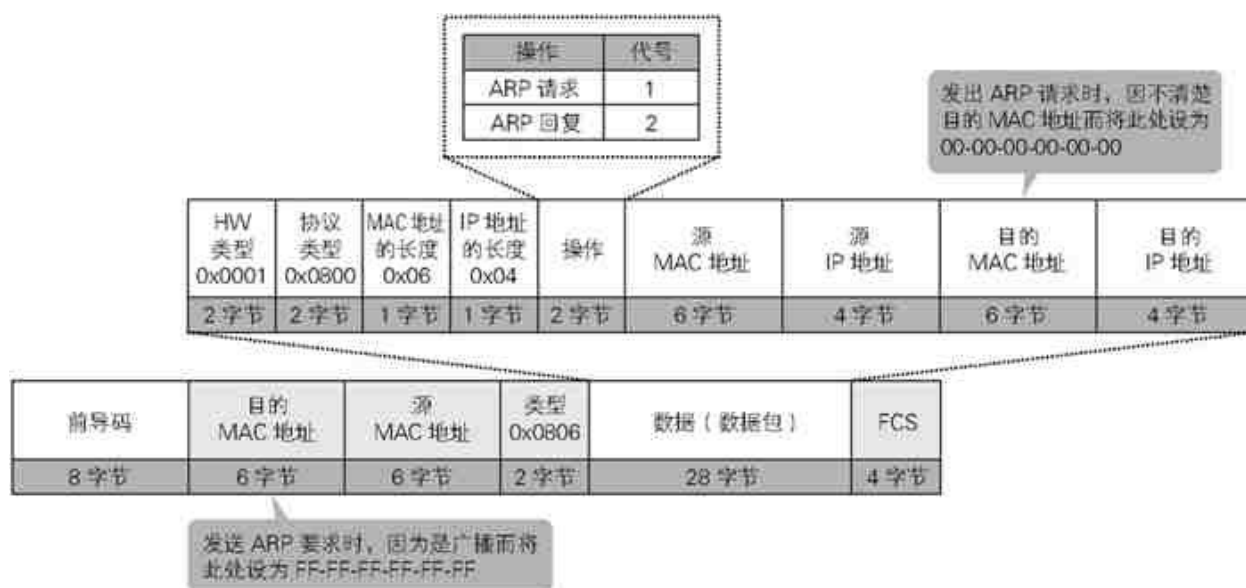 操作 代号
ARP 请求 1
ARP 回复 2
发出 ARP 请求时，因不清楚
目的 MAC 地址而将此处设为
00-00-00-00-00-00
HW
类型
0x0001
协议
类型
0x0800
MAC 地址
的长度
0x06
IP 地址
的长度
0x04
操作
源
MAC 地址
源
IP 地址
目的
MAC 地址
目的
IP 地址
2 字节 2 字节 1 字节 1 字节 2 字节 6 字节 4 字节 6 字节 4 字节
前导码
目的
MAC 地址
源
MAC 地址
类型
0x0806
数据（数据包）
FCS
8 字节 6 字节 6 字节 2 字节 28 字节 4 字节
发送 ARP 要求时，因为是广播而将
此处设为 FF-FF-FF-FF-FF-FF